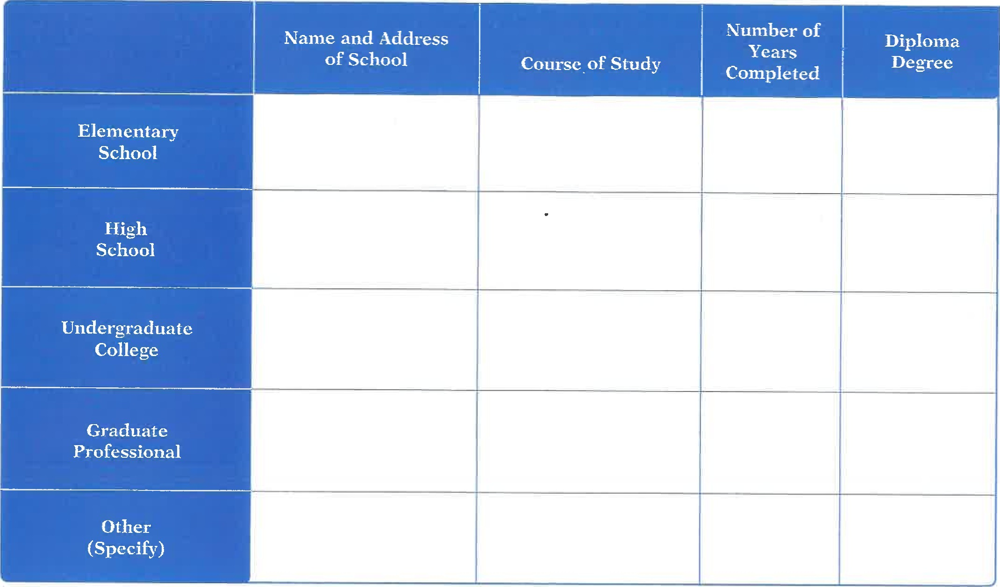 Name and Address
of School
Course of Study
Number of
Years
Completed
Diploma
Degree
Elementary
School
High
School
Undergraduate
College
Graduate
Professional
Other
(Specify)